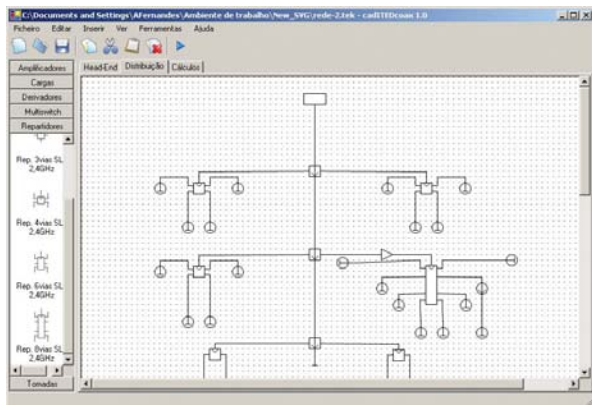 C:\Documents and Settings\AFernandes\Ambiente de trabalho\New_SVG\rede-2.tek - cadITEDcoax 1.0
Ficheiro Editar Inserir Ver Ferramentas Ajuda
Amplificadores
Cargas
Derivadores
Multiswitch
Repartidores
Head-End Distribuição Cálculos
Rep. 3vias SL
2,4GHz
Rep. 4vias SL
2,4GHz
Rep. 6vias SL
2,4GHz
Rep. 8vias SL
2,4GHz
Tomadas